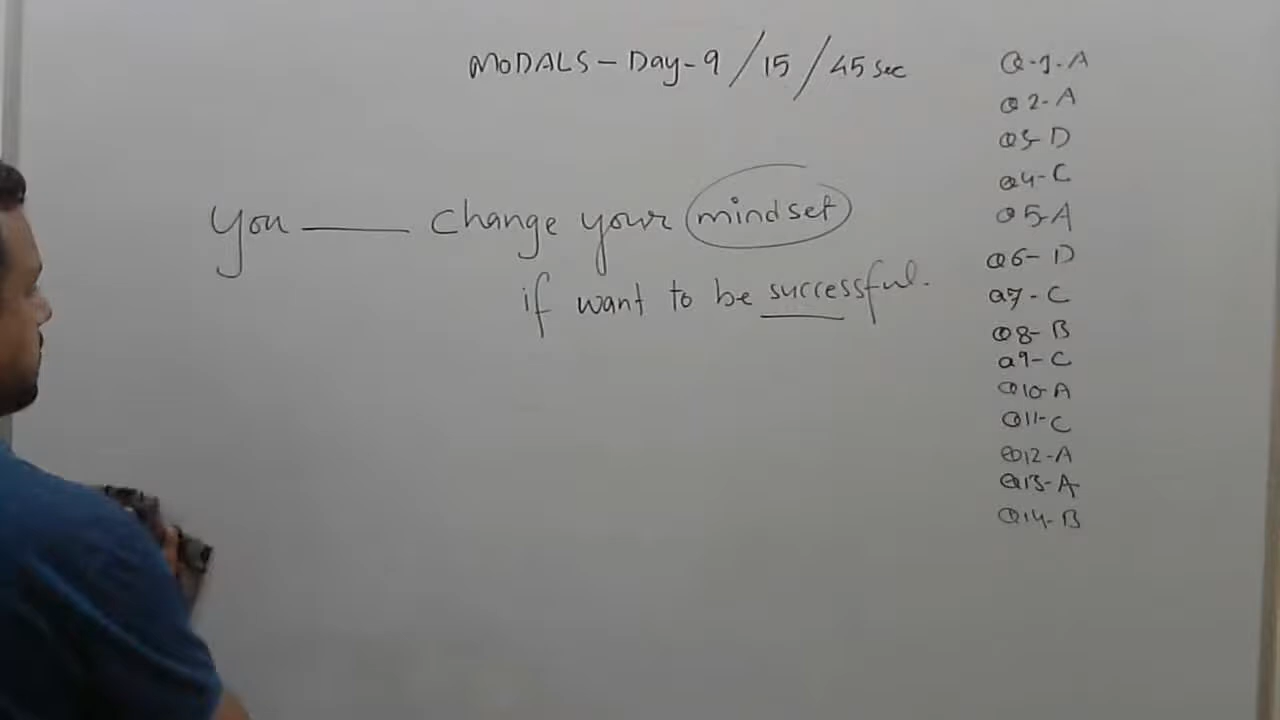 MODALS - Day - 9 / 15 / 45 sec
You ____ change your mindset
if want to be successful.
Q-1-A
Q2-A
Q3-D
Q4-C
Q5-A
Q6-D
Q7-C
Q8-B
Q9-C
Q10-A
Q11-C
Q12-A
Q13-A
Q14-B